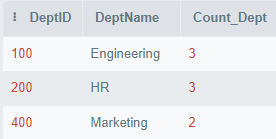 DeptID DeptName Count_Dept
100 Engineering 3
200 HR 3
400 Marketing 2